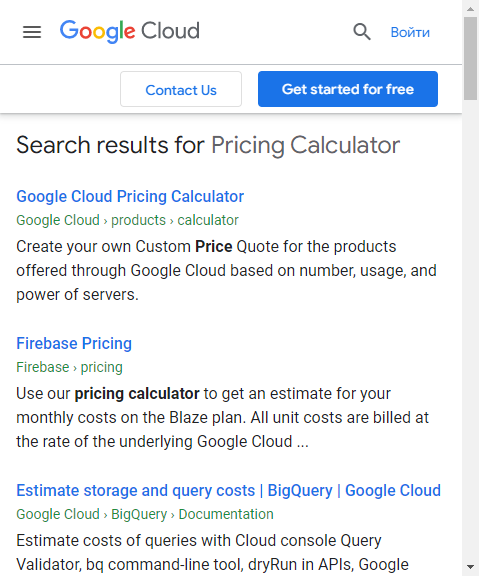 Google Cloud
Войти
Contact Us
Get started for free
Search results for Pricing Calculator
Google Cloud Pricing Calculator
Google Cloud › products › calculator
Create your own Custom Price Quote for the products
offered through Google Cloud based on number, usage, and
power of servers.
Firebase Pricing
Firebase › pricing
Use our pricing calculator to get an estimate for your
monthly costs on the Blaze plan. All unit costs are billed at
the rate of the underlying Google Cloud ...
Estimate storage and query costs | BigQuery | Google Cloud
Google Cloud › BigQuery › Documentation
Estimate costs of queries with Cloud console Query
Validator, bq command-line tool, dryRun in APIs, Google